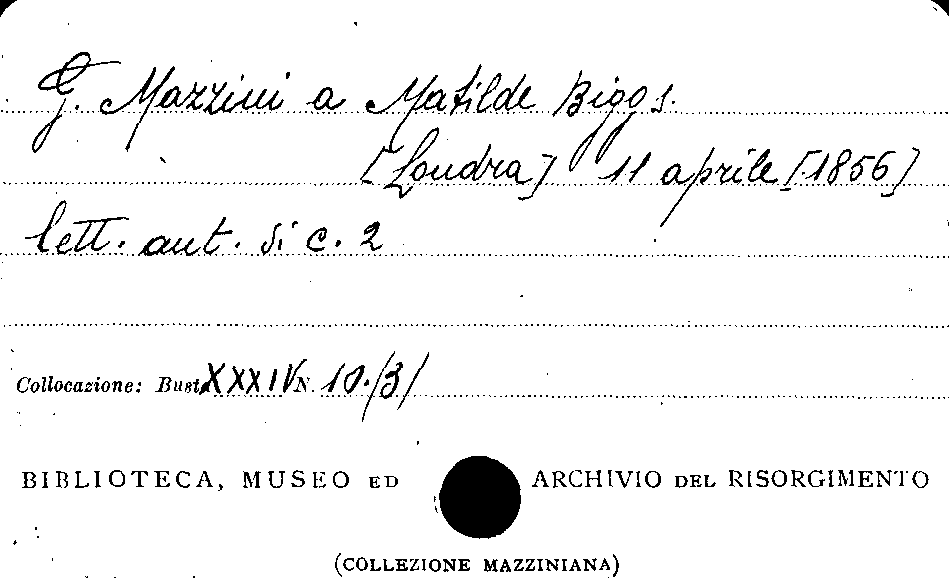 G. Mazzini a Matilde Biggs.
[Londra] 11 aprile [1856]
lett. aut. di c. 2
Collocazione: Busta XXXIV N. 10./3/
BIBLIOTECA, MUSEO ED ARCHIVIO DEL RISORGIMENTO
(COLLEZIONE MAZZINIANA)